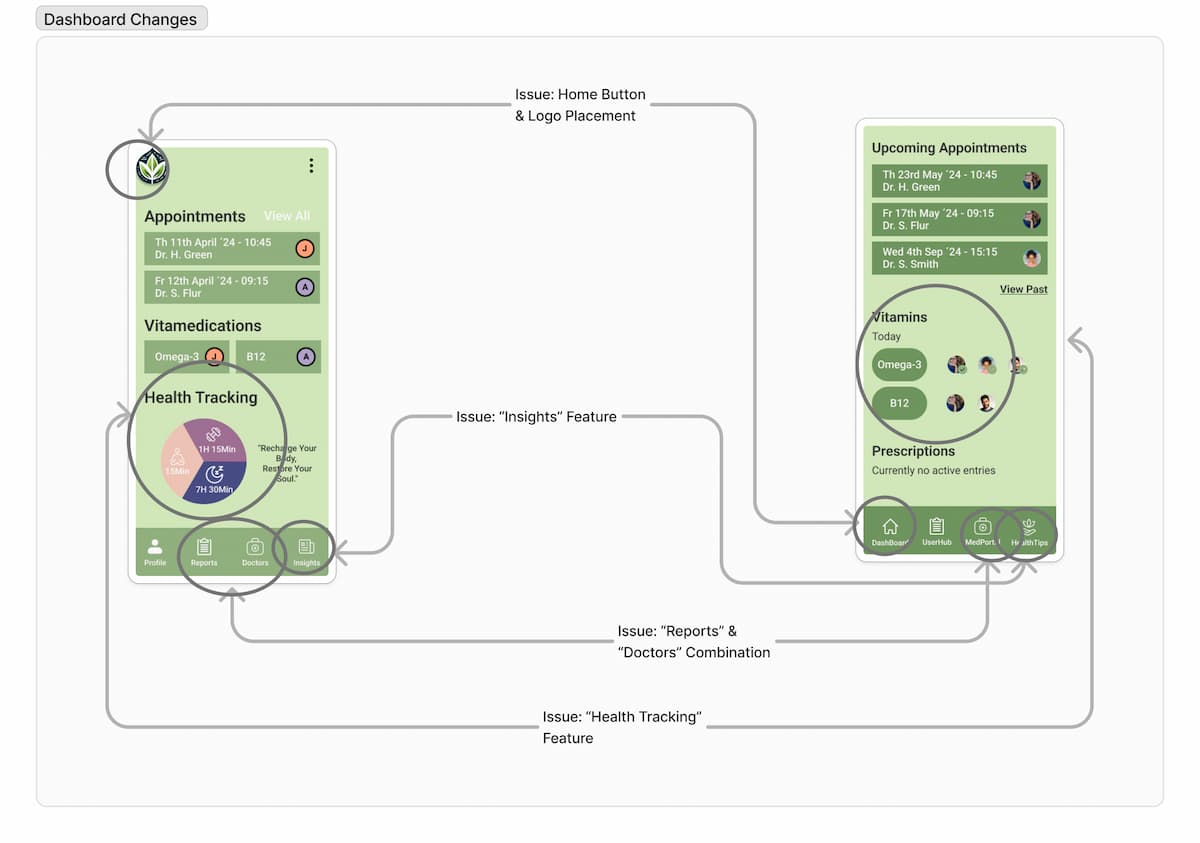 Dashboard Changes
Issue: Home Button
& Logo Placement
Appointments View All
Th 11th April ´24 - 10:45
Dr. H. Green
J
Fr 12th April ´24 - 09:15
Dr. S. Flur
A
Vitamedications
Omega-3 J B12 A
Health Tracking
1H 15Min
15Min
7H 30Min
"Recharge Your
Body,
Restore Your
Soul."
Profile Reports Doctors Insights
Issue: “Insights” Feature
Issue: “Reports” &
“Doctors” Combination
Issue: “Health Tracking”
Feature
Upcoming Appointments
Th 23rd May ´24 - 10:45
Dr. H. Green
Fr 17th May ´24 - 09:15
Dr. S. Flur
Wed 4th Sep ´24 - 15:15
Dr. S. Smith
View Past
Vitamins
Today
Omega-3
B12
Prescriptions
Currently no active entries
DashBoard UserHub MedPortal HealthTips